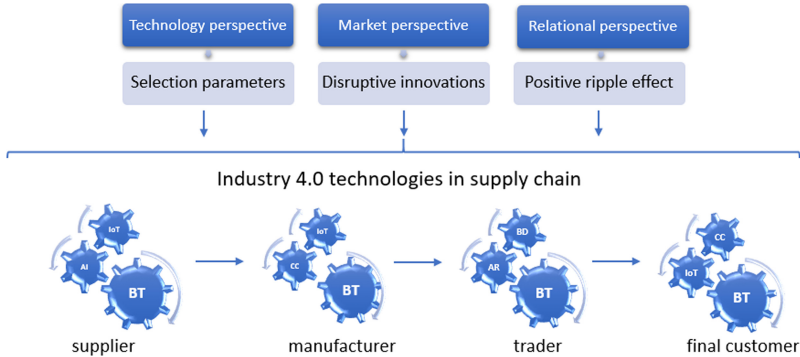 Technology perspective
Market perspective
Relational perspective
Selection parameters
Disruptive innovations
Positive ripple effect
Industry 4.0 technologies in supply chain
IoT
AI
BT
supplier
IoT
CC
BT
manufacturer
BD
AR
BT
trader
CC
IoT
BT
final customer